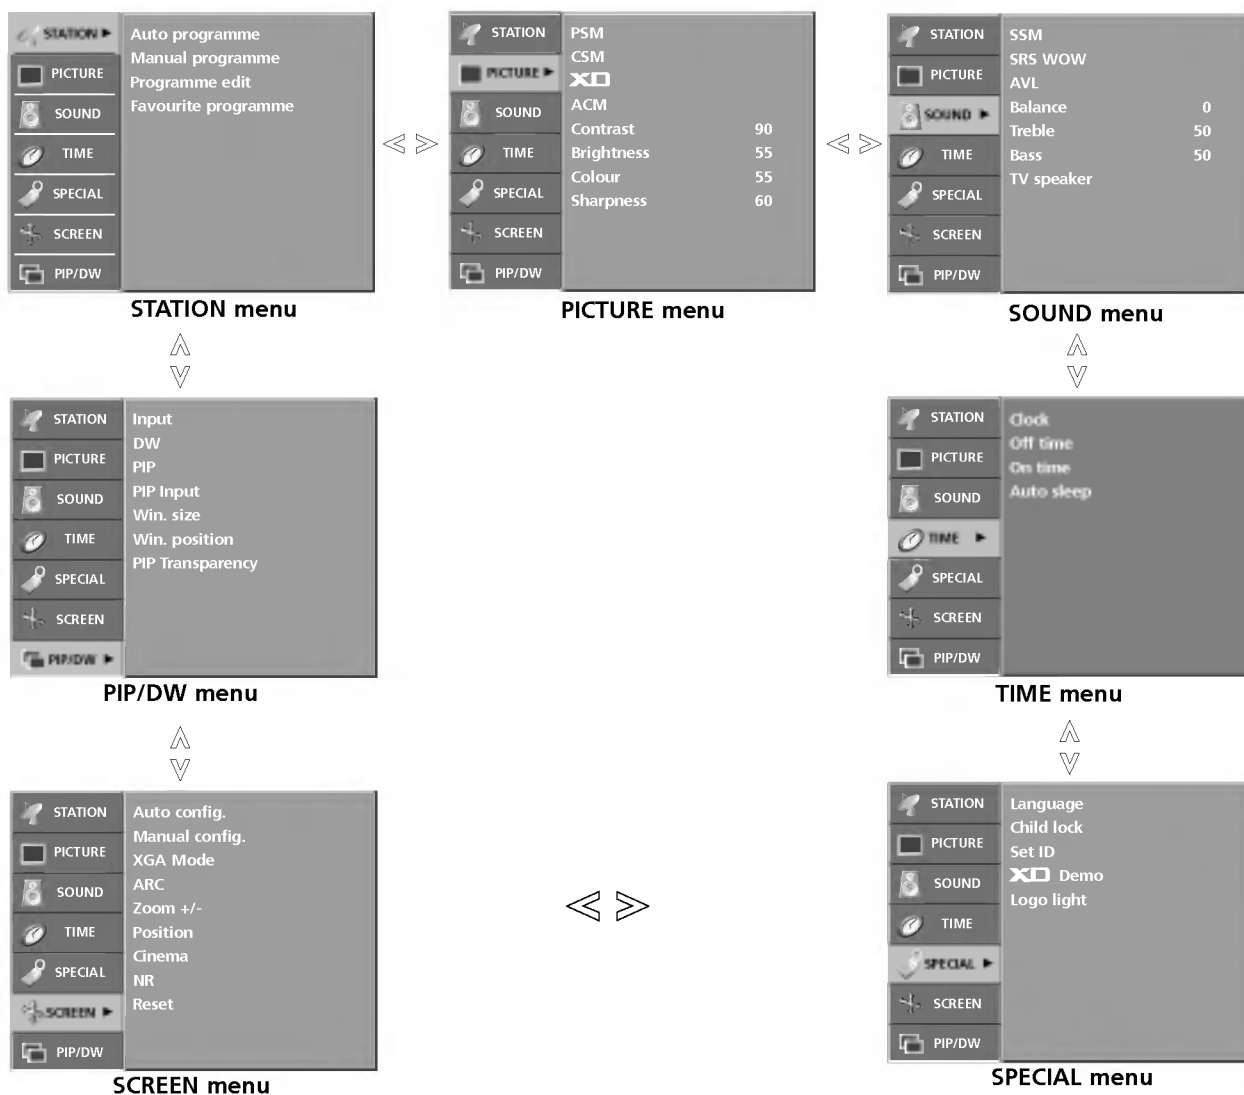 STATION
PICTURE
SOUND
TIME
SPECIAL
SCREEN
PIP/DW
Auto programme
Manual programme
Programme edit
Favourite programme
STATION menu
STATION
PICTURE
SOUND
TIME
SPECIAL
SCREEN
PIP/DW
PSM
CSM
XD
ACM
Contrast 90
Brightness 55
Colour 55
Sharpness 60
PICTURE menu
STATION
PICTURE
SOUND
TIME
SPECIAL
SCREEN
PIP/DW
SSM
SRS WOW
AVL
Balance 0
Treble 50
Bass 50
TV speaker
SOUND menu
STATION
PICTURE
SOUND
TIME
SPECIAL
SCREEN
PIP/DW
Input
DW
PIP
PIP Input
Win. size
Win. position
PIP Transparency
PIP/DW menu
STATION
PICTURE
SOUND
TIME
SPECIAL
SCREEN
PIP/DW
Clock
Off time
On time
Auto sleep
TIME menu
STATION
PICTURE
SOUND
TIME
SPECIAL
SCREEN
PIP/DW
Auto config.
Manual config.
XGA Mode
ARC
Zoom +/-
Position
Cinema
NR
Reset
SCREEN menu
STATION
PICTURE
SOUND
TIME
SPECIAL
SCREEN
PIP/DW
Language
Child lock
Set ID
XD Demo
Logo light
SPECIAL menu